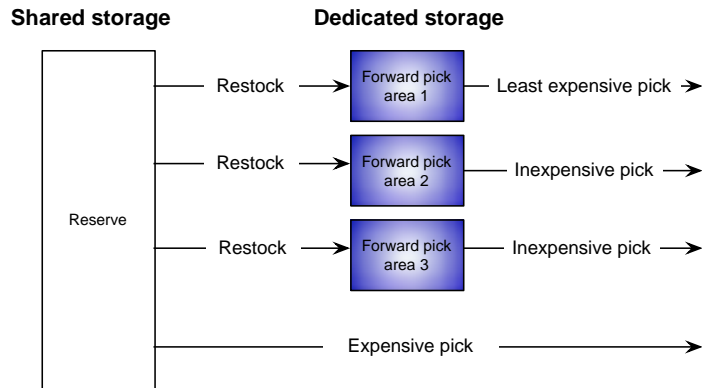 Shared storage
Dedicated storage
Restock
Forward pick
area 1
Least expensive pick
Restock
Forward pick
area 2
Inexpensive pick
Reserve
Restock
Forward pick
area 3
Inexpensive pick
Expensive pick